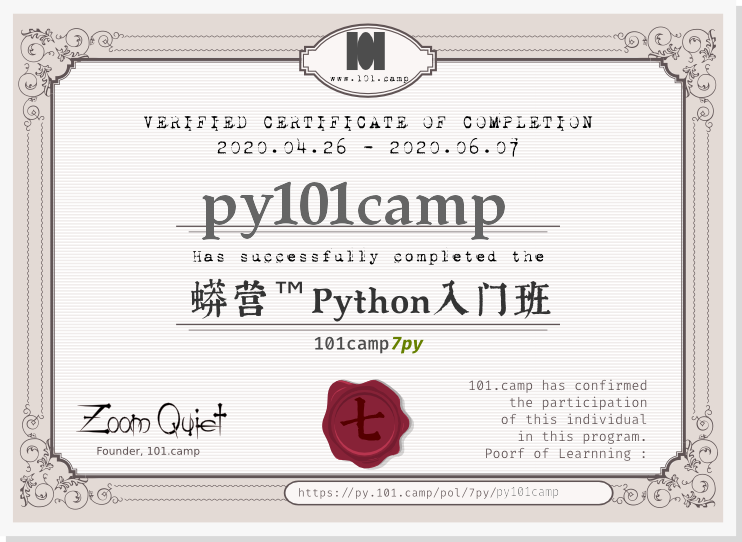 101
www.101.camp
VERIFIED CERTIFICATE OF COMPLETION
2020.04.26 - 2020.06.07
py101camp
Has successfully completed the
蟒营™Python入门班
101camp7py
101.camp has confirmed
the participation
of this individual
in this program.
Poorf of Learnning :
七
Zoom Quiet
Founder, 101.camp
https://py.101.camp/pol/7py/py101camp